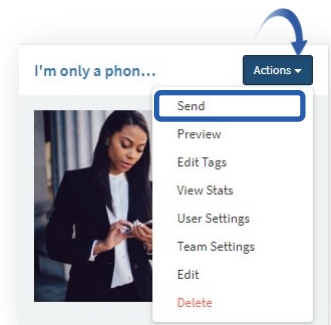 I'm only a phon...
Actions
Send
Preview
Edit Tags
View Stats
User Settings
Team Settings
Edit
Delete